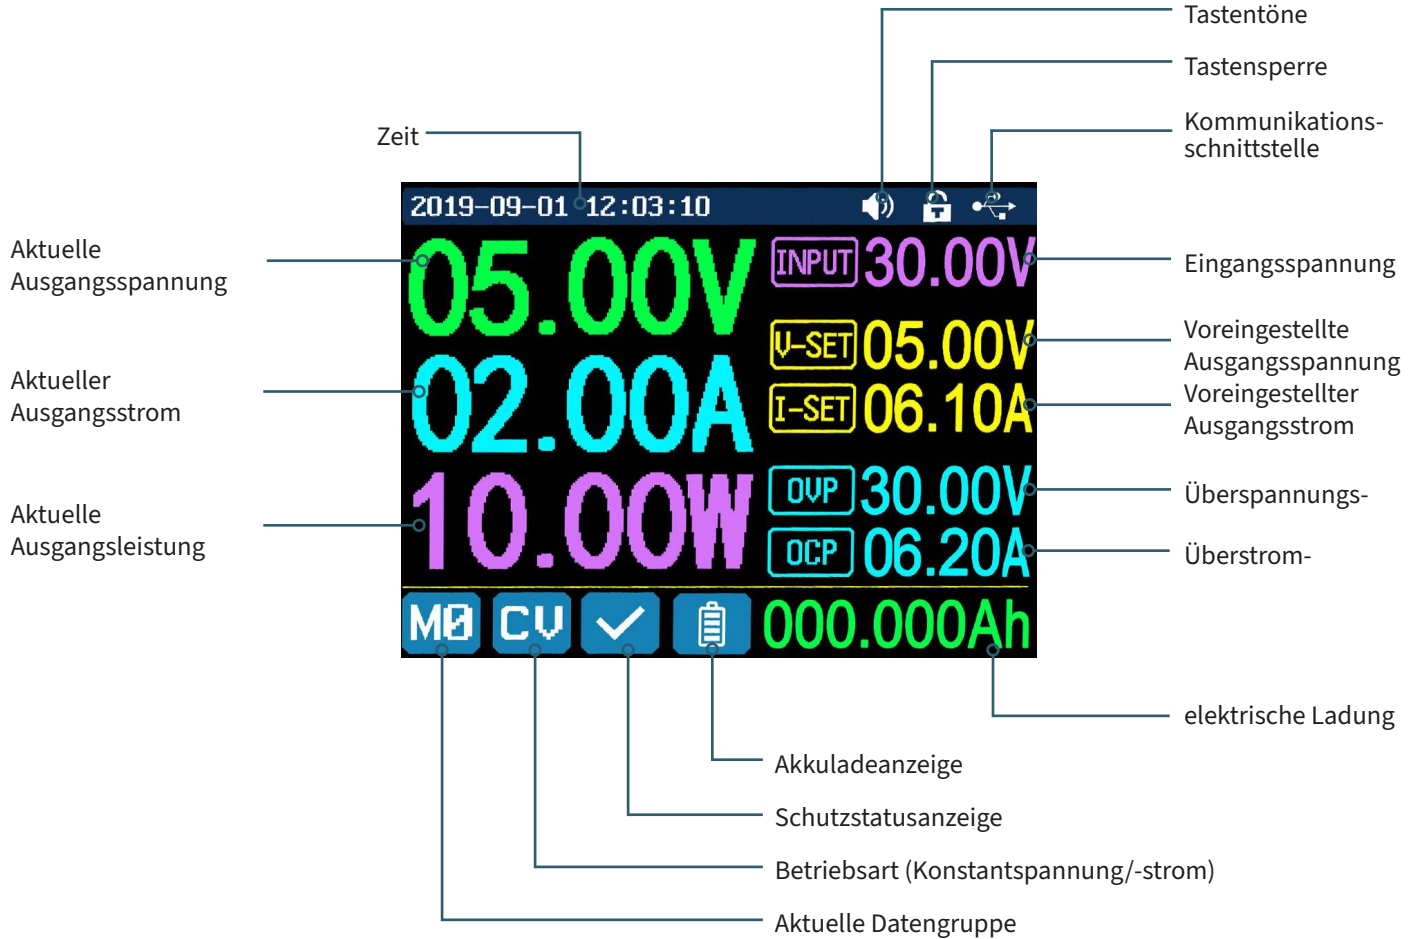 Tastentöne
Tastensperre
Kommunikations-
schnittstelle
Zeit
2019-09-01 12:03:10
Aktuelle
Ausgangsspannung
05.00V
INPUT 30.00V
Eingangsspannung
V-SET 05.00V
Voreingestellte
Ausgangsspannung
Aktueller
Ausgangsstrom
02.00A
I-SET 06.10A
Voreingestellter
Ausgangsstrom
Aktuelle
Ausgangsleistung
10.00W
OVP 30.00V
Überspannungs-
OCP 06.20A
Überstrom-
M0 CV 000.000Ah
elektrische Ladung
Akkuladeanzeige
Schutzstatusanzeige
Betriebsart (Konstantspannung/-strom)
Aktuelle Datengruppe